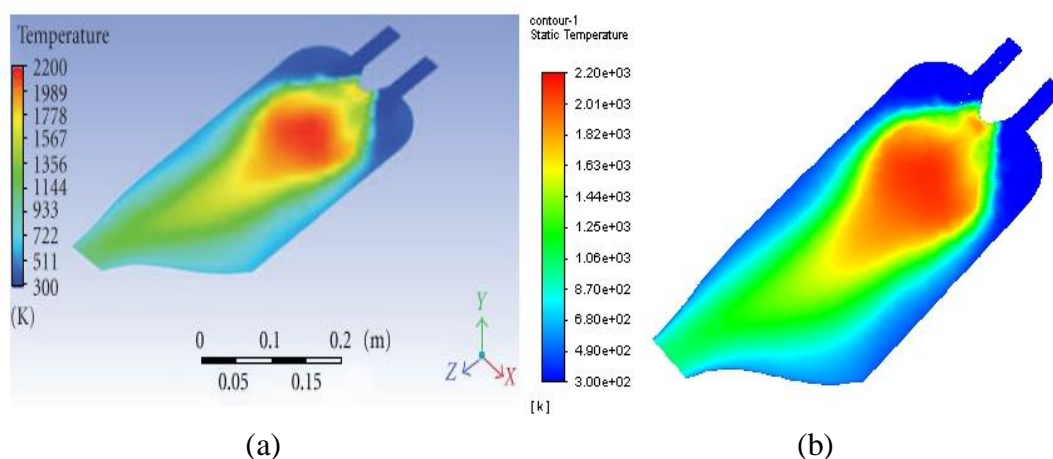 Temperature
2200
1989
1778
1567
1356
1144
933
722
511
300
(K)
0 0.1 0.2 (m)
0.05 0.15
Y
Z X
(a)
contour-1
Static Temperature
2.20e+03
2.01e+03
1.82e+03
1.63e+03
1.44e+03
1.25e+03
1.06e+03
8.70e+02
6.80e+02
4.90e+02
3.00e+02
[k]
(b)